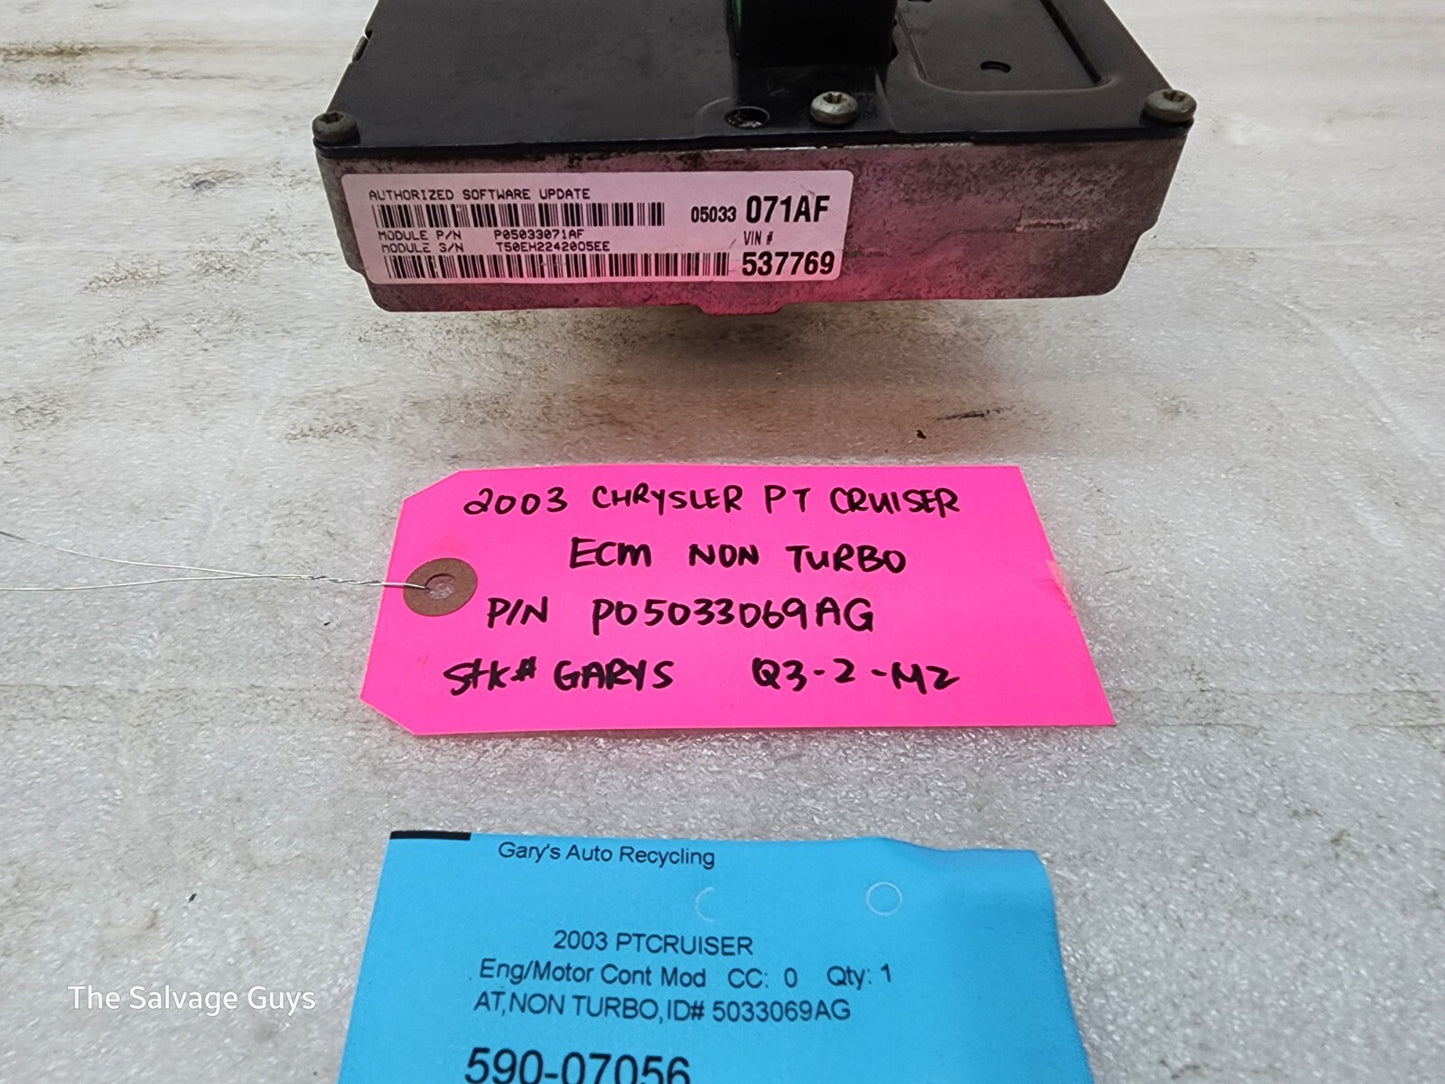 AUTHORIZED SOFTWARE UPDATE
05033 071AF
MODULE P/N P05033071AF
MODULE S/N T50EH22420O5EE
VIN #
537769
2003 CHRYSLER PT CRUISER
ECM NON TURBO
P/N P05033069AG
Stk# GARYS Q3-2-M2
Gary's Auto Recycling
2003 PTCRUISER
Eng/Motor Cont Mod CC: 0 Qty: 1
AT,NON TURBO,ID# 5033069AG
590-07056
The Salvage Guys